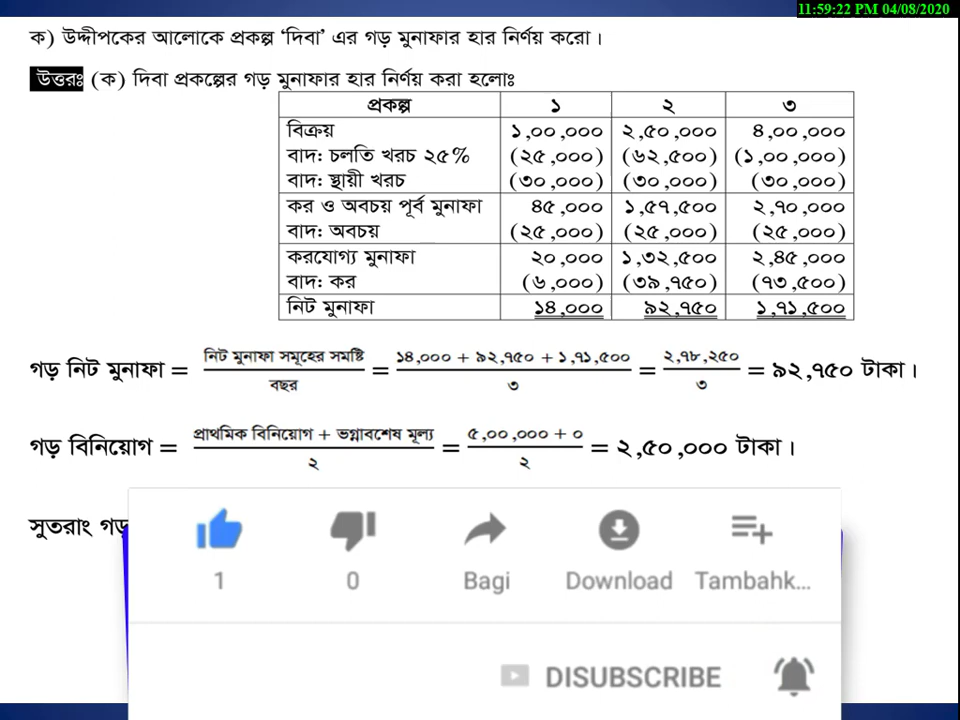 11:59:22 PM 04/08/2020
ক) উদ্দীপকের আলোকে প্রকল্প ‘দিবা’ এর গড় মুনাফার হার নির্ণয় করো।
উত্তরঃ (ক) দিবা প্রকল্পের গড় মুনাফার হার নির্ণয় করা হলোঃ
প্রকল্প ১ ২ ৩
বিক্রয় ১,০০,০০০ ২,৫০,০০০ ৪,০০,০০০
বাদ: চলতি খরচ ২৫% (২৫,০০০) (৬২,৫০০) (১,০০,০০০)
বাদ: স্থায়ী খরচ (৩০,০০০) (৩০,০০০) (৩০,০০০)
কর ও অবচয় পূর্ব মুনাফা ৪৫,০০০ ১,৫৭,৫০০ ২,৭০,০০০
বাদ: অবচয় (২৫,০০০) (২৫,০০০) (২৫,০০০)
করযোগ্য মুনাফা ২০,০০০ ১,৩২,৫০০ ২,৪৫,০০০
বাদ: কর (৬,০০০) (৩৯,৭৫০) (৭৩,৫০০)
নিট মুনাফা ১৪,০০০ ৯২,৭৫০ ১,৭১,৫০০
গড় নিট মুনাফা = নিট মুনাফা সমূহের সমষ্টি / বছর = ১৪,০০০ + ৯২,৭৫০ + ১,৭১,৫০০ / ৩ = ২,৭৮,২৫০ / ৩ = ৯২,৭৫০ টাকা।
গড় বিনিয়োগ = প্রাথমিক বিনিয়োগ + ভগ্নাবশেষ মূল্য / ২ = ৫,০০,০০০ + ০ / ২ = ২,৫০,০০০ টাকা।
সুতরাং গড়
1 0 Bagi Download Tambahk...
DISUBSCRIBE